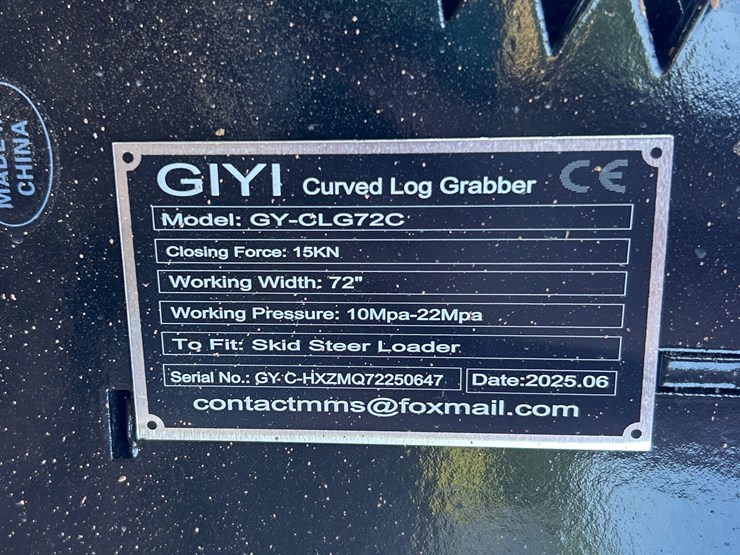 MADE IN
CHINA
GIYI Curved Log Grabber CE
Model: GY-CLG72C
Closing Force: 15KN
Working Width: 72"
Working Pressure: 10Mpa-22Mpa
To Fit: Skid Steer Loader
Serial No.: GY-C-HXZMQ72250647 Date:2025.06
contactmms@foxmail.com